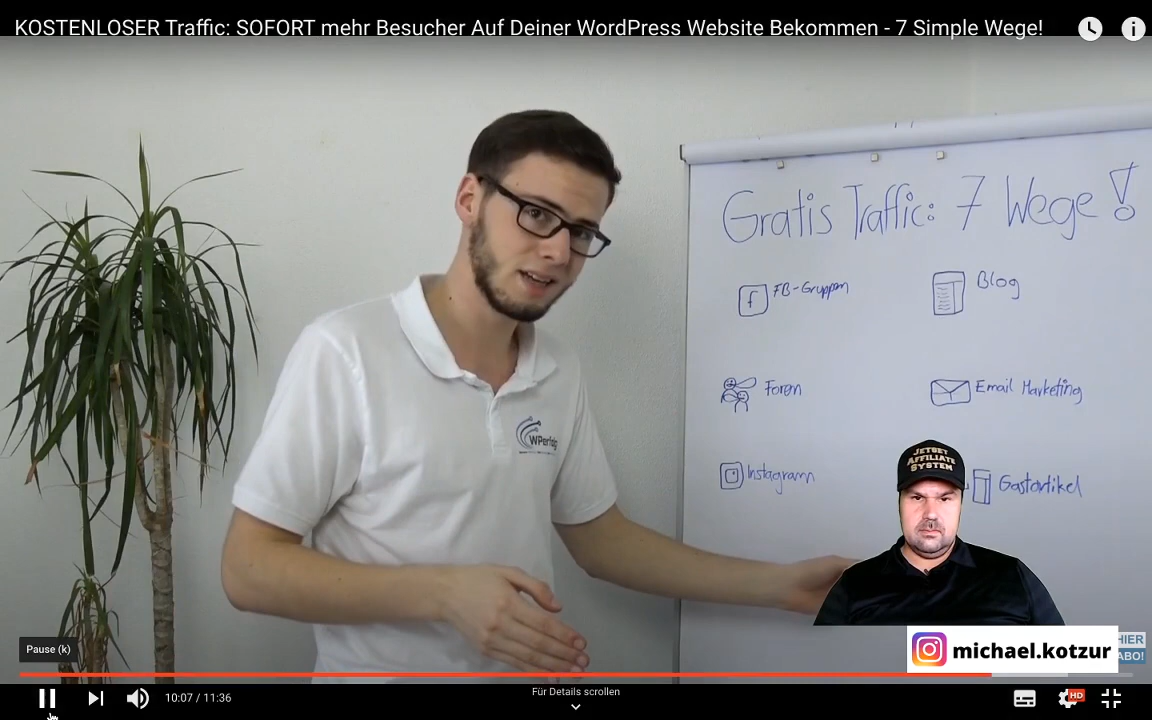 KOSTENLOSER Traffic: SOFORT mehr Besucher Auf Deiner WordPress Website Bekommen - 7 Simple Wege!
Gratis Traffic: 7 Wege!
f FB-Gruppen
Blog
Foren
Email Marketing
Instagram
Gastartikel
WPerfolg
JETSET
AFFILIATE
SYSTEM
michael.kotzur
HIER
ABO!
Pause (k)
10:07 / 11:36
Für Details scrollen
HD